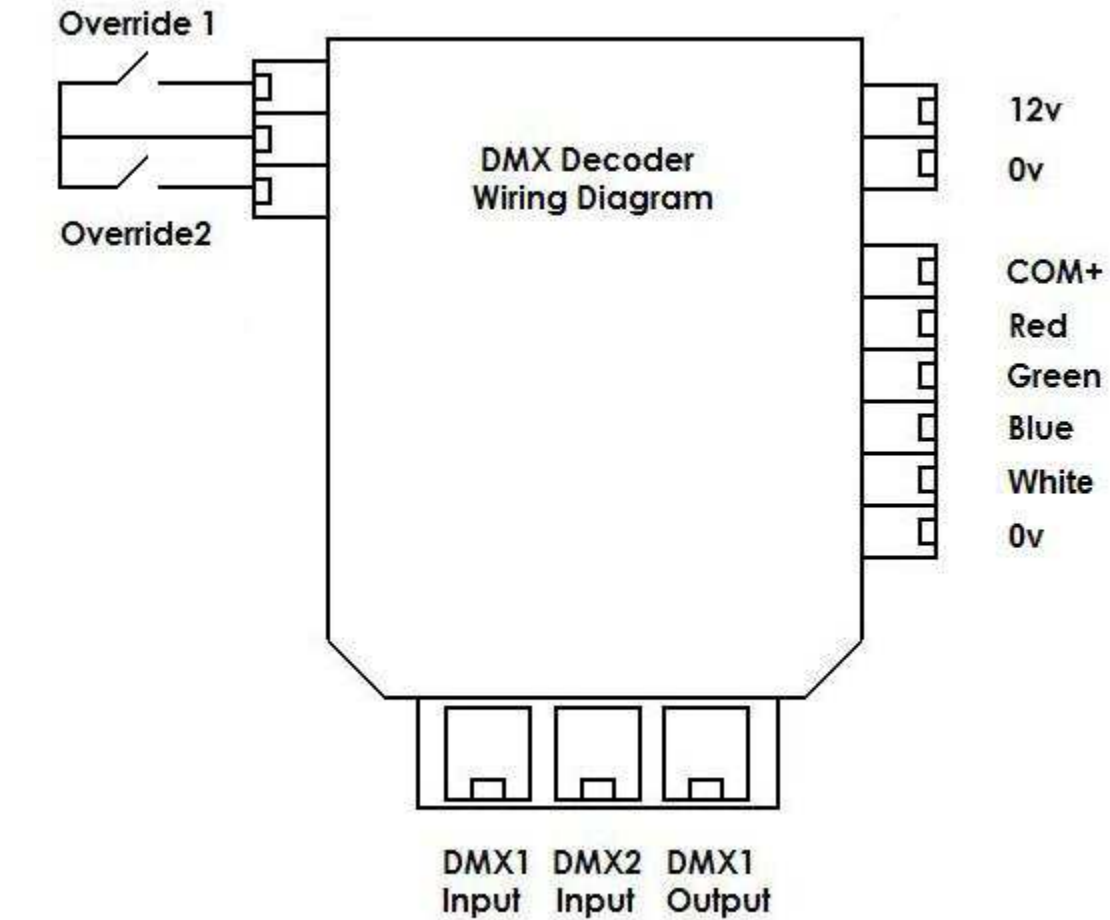 Override 1
Override2
DMX Decoder
Wiring Diagram
12v
0v
COM+
Red
Green
Blue
White
0v
DMX1 DMX2 DMX1
Input Input Output